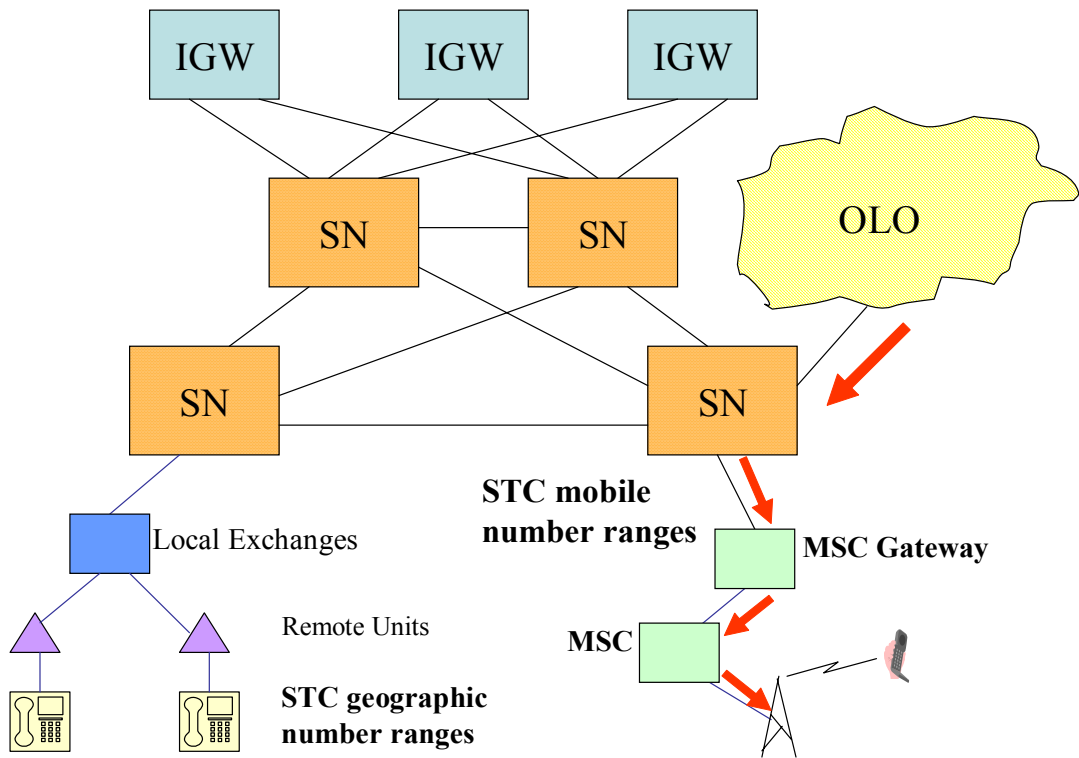 IGW
IGW
IGW
SN
SN
OLO
SN
SN
STC mobile
number ranges
Local Exchanges
MSC Gateway
Remote Units
MSC
STC geographic
number ranges